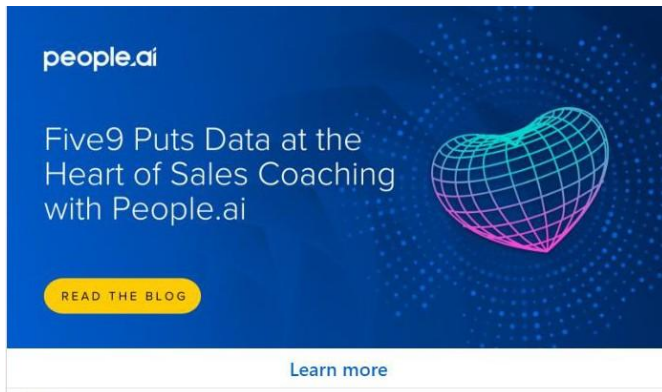 people.ai
Five9 Puts Data at the
Heart of Sales Coaching
with People.ai
READ THE BLOG
Learn more